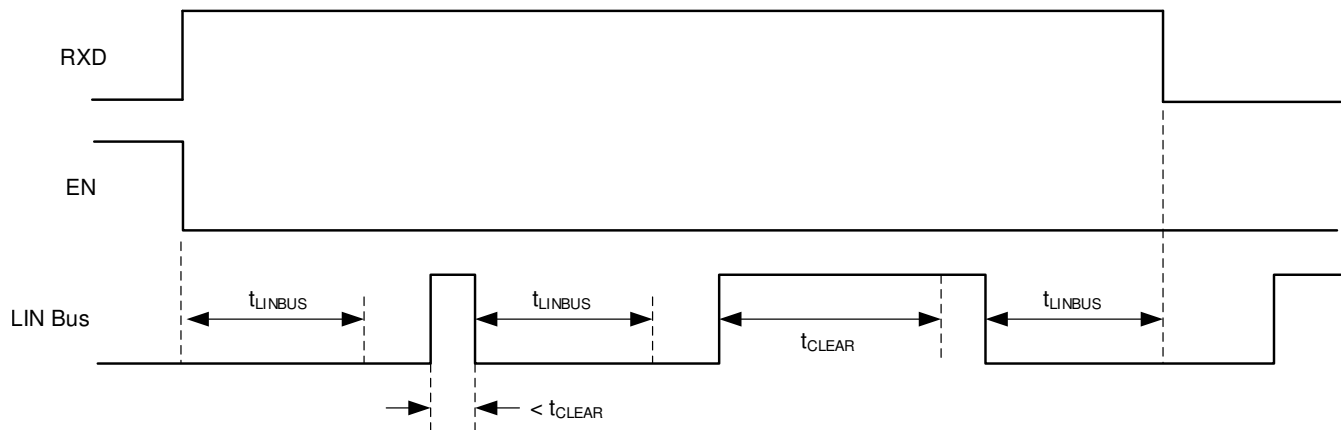 RXD
EN
LIN Bus
tLINBUS
tLINBUS
tCLEAR
tLINBUS
< tCLEAR